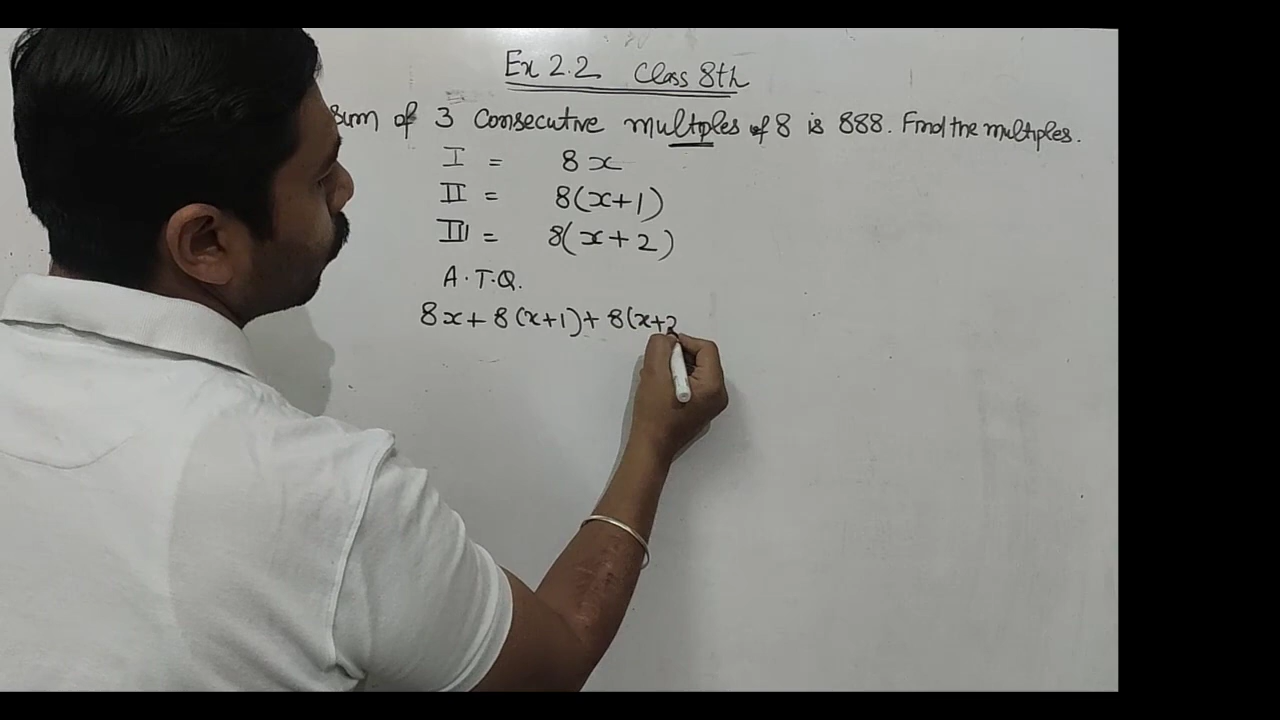 Ex 2.2 Class 8th
Sum of 3 Consecutive multples of 8 is 888. Find the multiples.
I = 8x
II = 8(x+1)
III = 8(x+2)
A.T.Q.
8x+8(x+1)+8(x+2